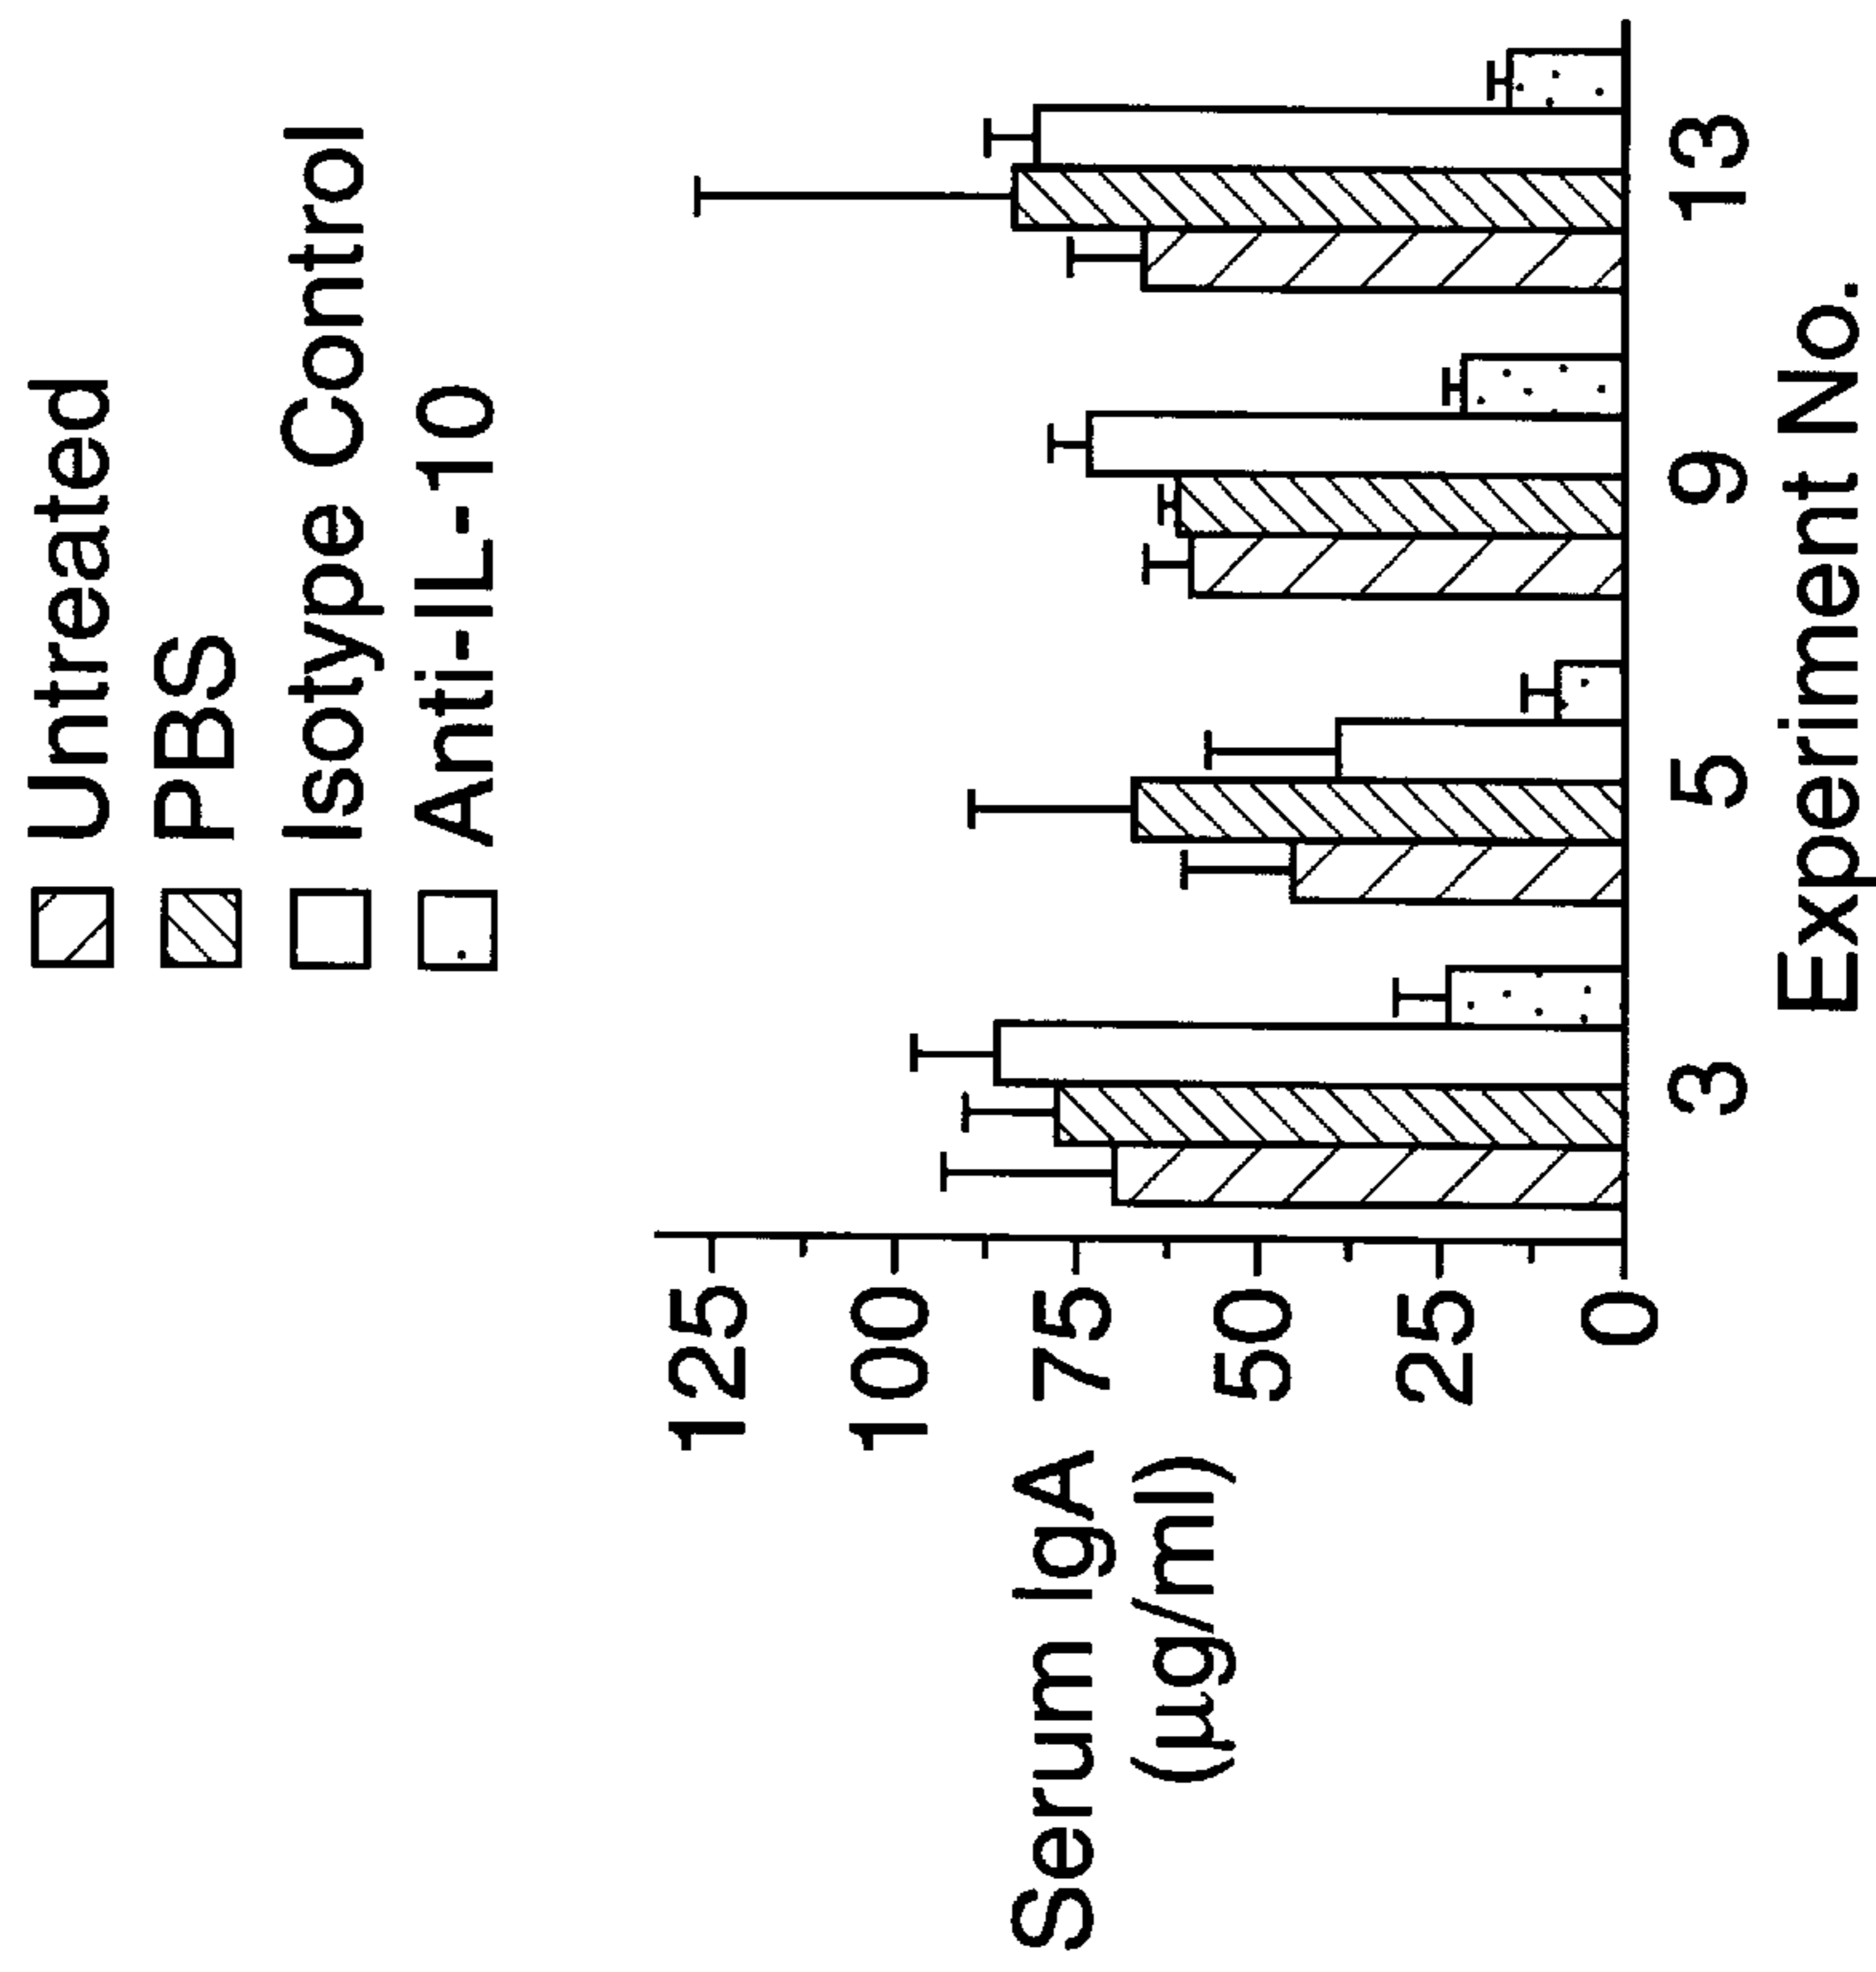 Untreated
PBS
Isotype Control
Anti-IL-10
Serum IgA
(µg/ml)
125
100
75
50
25
0
3
5
9
13
Experiment No.